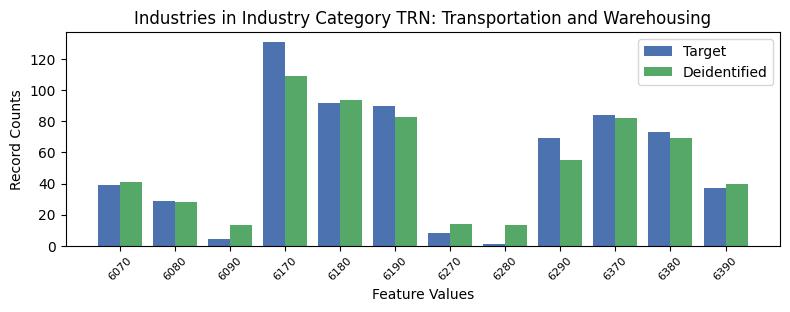 Industries in Industry Category TRN: Transportation and Warehousing
Target
Deidentified
Record Counts
120
100
80
60
40
20
0
6070 6080 6090 6170 6180 6190 6270 6280 6290 6370 6380 6390
Feature Values